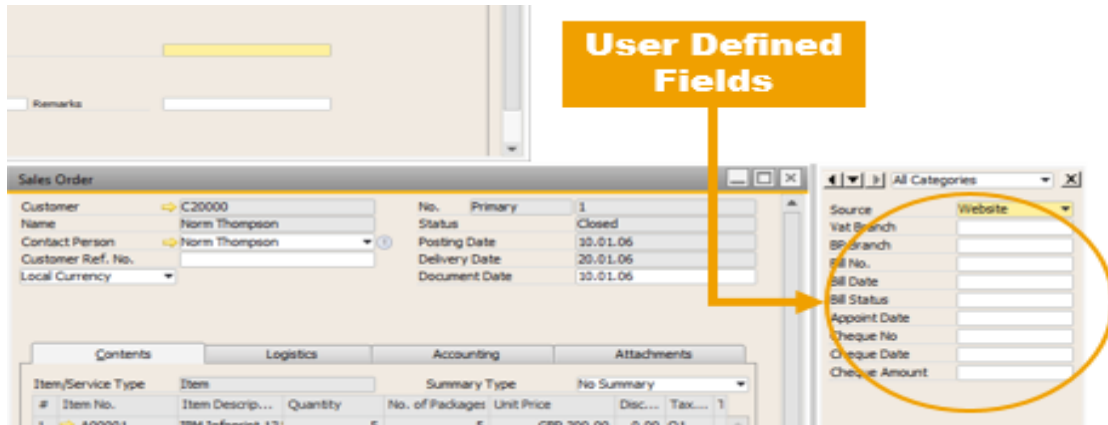 User Defined
Fields
Remarks
Sales Order
All Categories
Customer C20000 No. Primary 1
Name Norm Thompson Status Closed
Contact Person Norm Thompson Posting Date 10.01.06
Customer Ref. No. Delivery Date 20.01.06
Local Currency Document Date 10.01.06
Source Website
Vat Branch
BP Branch
Bill No.
Bill Date
Bill Status
Appoint Date
Cheque No
Cheque Date
Cheque Amount
Contents Logistics Accounting Attachments
Item/Service Type Item Summary Type No Summary
# Item No. Item Descrip... Quantity No. of Packages Unit Price Disc... Tax...